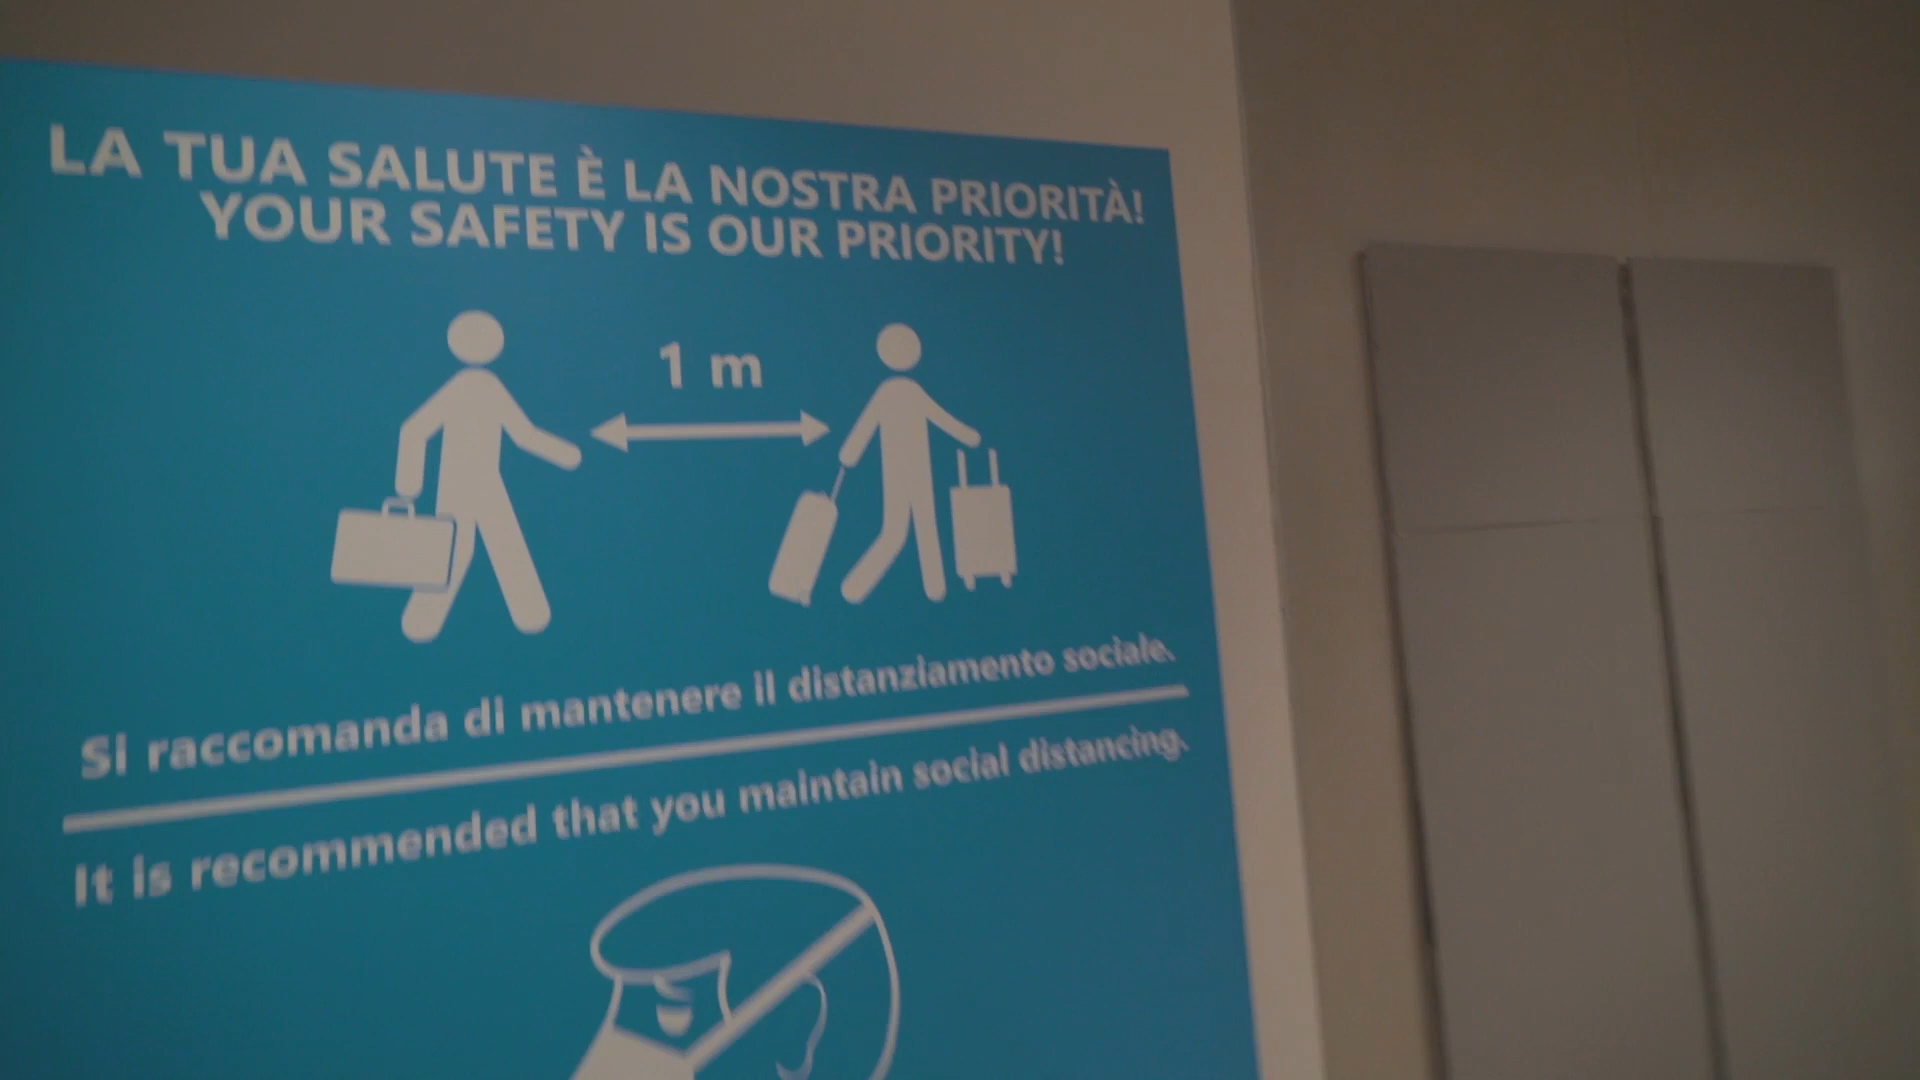 LA TUA SALUTE È LA NOSTRA PRIORITÀ!
YOUR SAFETY IS OUR PRIORITY!
1 m
Si raccomanda di mantenere il distanziamento sociale.
It is recommended that you maintain social distancing.